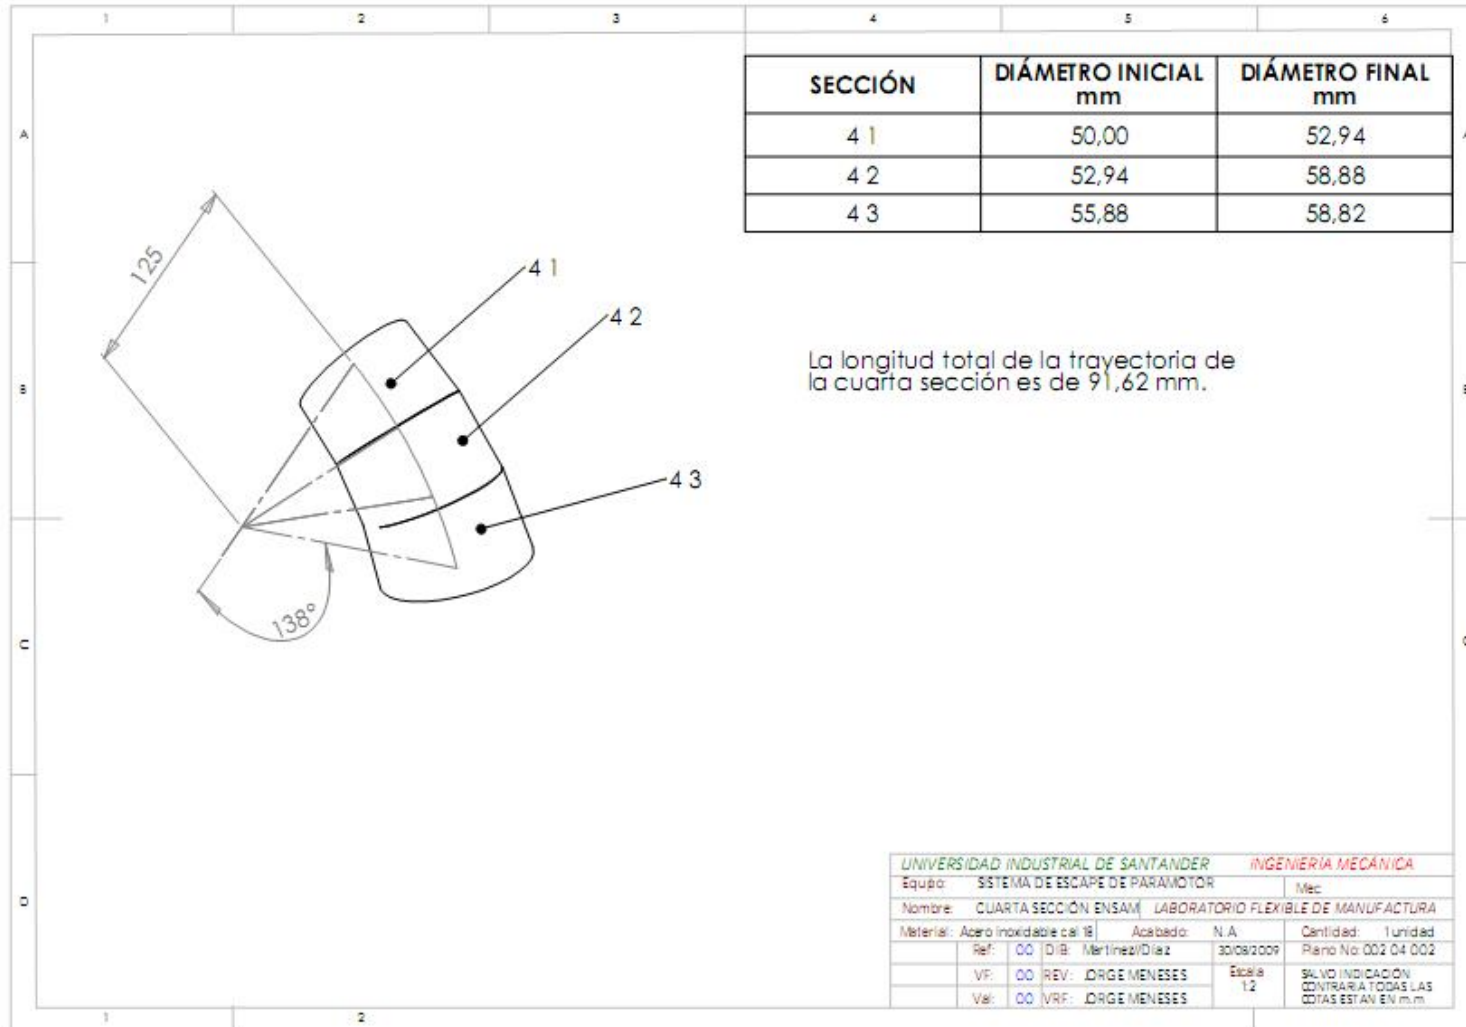 1 2 3 4 5 6
SECCIÓN DIÁMETRO INICIAL mm DIÁMETRO FINAL mm
4 1 50,00 52,94
4 2 52,94 58,88
4 3 55,88 58,82
A
125
4 1
4 2
La longitud total de la trayectoria de
la cuarta sección es de 91,62 mm.
B
4 3
138°
C
D
UNIVERSIDAD INDUSTRIAL DE SANTANDER INGENIERÍA MECÁNICA
Equipo: SISTEMA DE ESCAPE DE PARAMOTOR Mec
Nombre: CUARTA SECCIÓN ENSAM LABORATORIO FLEXIBLE DE MANUFACTURA
Material: Acero inoxidable cal 18 Acabado: N.A Cantidad: 1 unidad
Ref: 00 DIB: Martínez/Díaz 30/08/2009 Plano No: 002 04 002
VF: 00 REV: JORGE MENESES Escala 1:2 SALVO INDICACIÓN
CONTRARIA TODAS LAS
Val: 00 VRF: JORGE MENESES COTAS ESTAN EN m.m
1 2